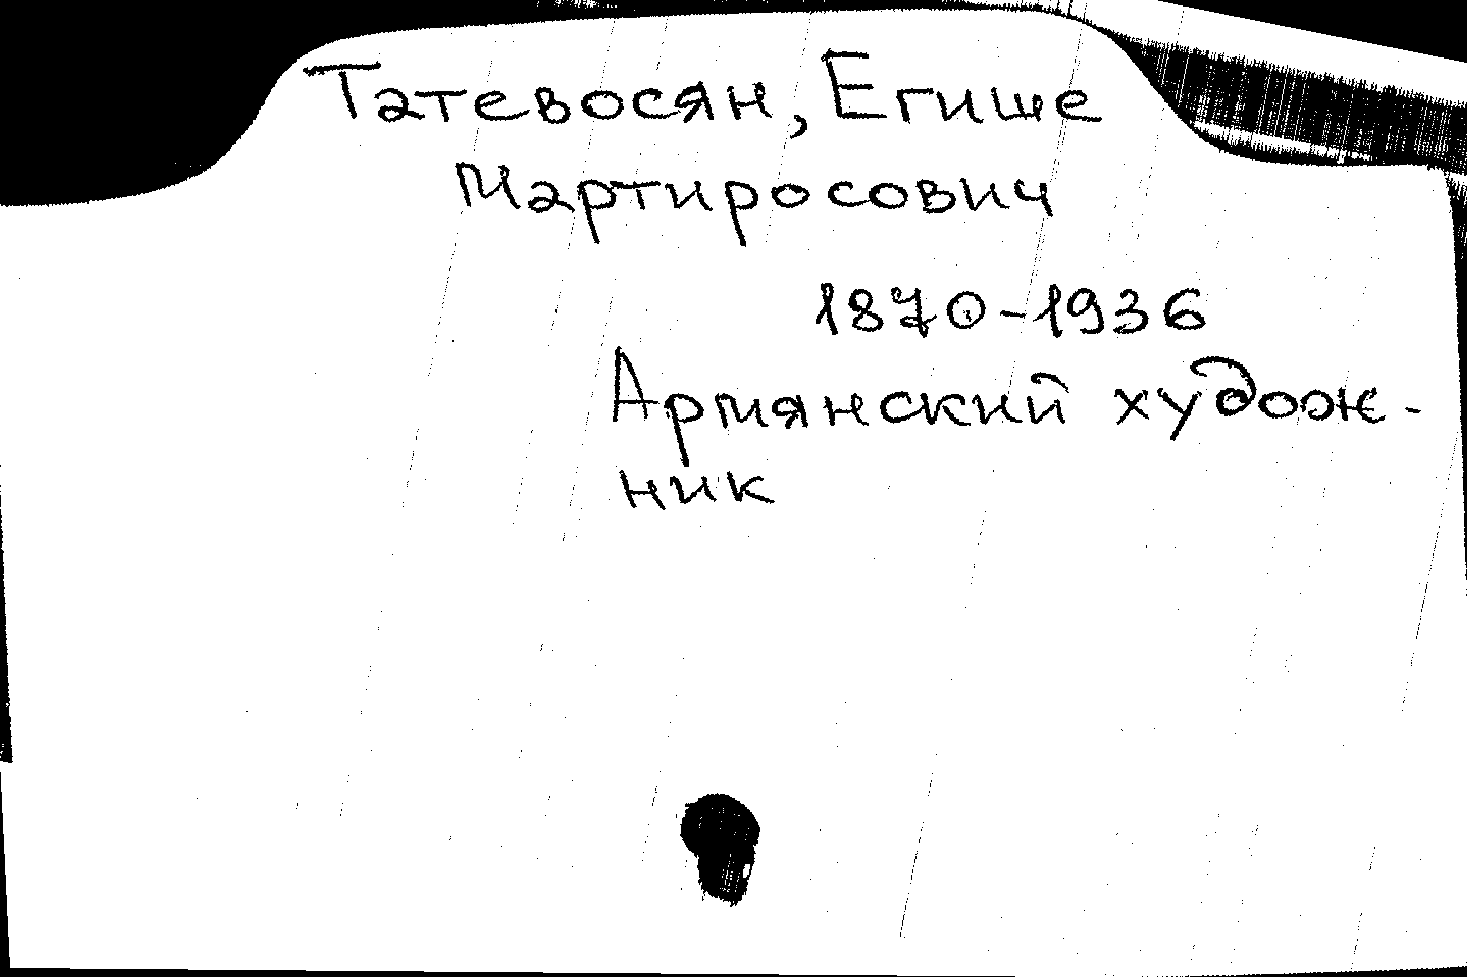 Татевосян, Егише
Мартиросович
1870-1936
Армянский худож-
ник